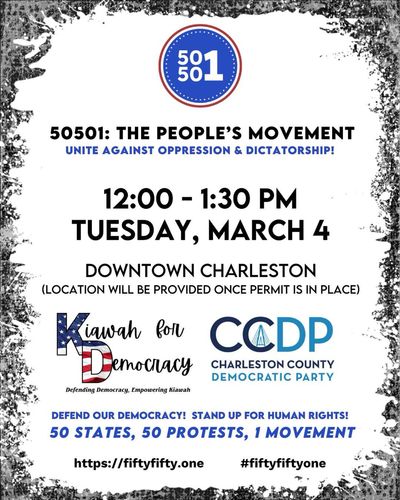 50
50 1
50501: THE PEOPLE'S MOVEMENT
UNITE AGAINST OPPRESSION & DICTATORSHIP!
12:00 - 1:30 PM
TUESDAY, MARCH 4
DOWNTOWN CHARLESTON
(LOCATION WILL BE PROVIDED ONCE PERMIT IS IN PLACE)
Kiawah for
Democracy
Defending Democracy, Empowering Kiawah
CCDP
CHARLESTON COUNTY
DEMOCRATIC PARTY
DEFEND OUR DEMOCRACY! STAND UP FOR HUMAN RIGHTS!
50 STATES, 50 PROTESTS, 1 MOVEMENT
https://fiftyfifty.one #fiftyfiftyone